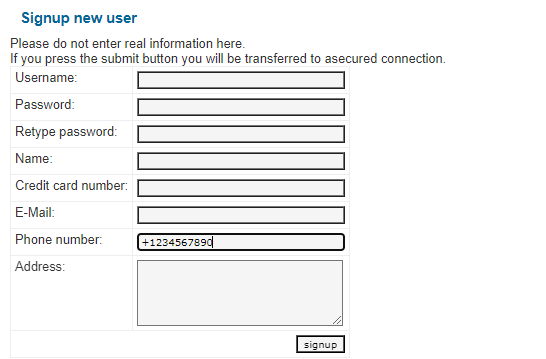 Signup new user
Please do not enter real information here.
If you press the submit button you will be transferred to asecured connection.
Username:
Password:
Retype password:
Name:
Credit card number:
E-Mail:
Phone number: +1234567890
Address:
signup